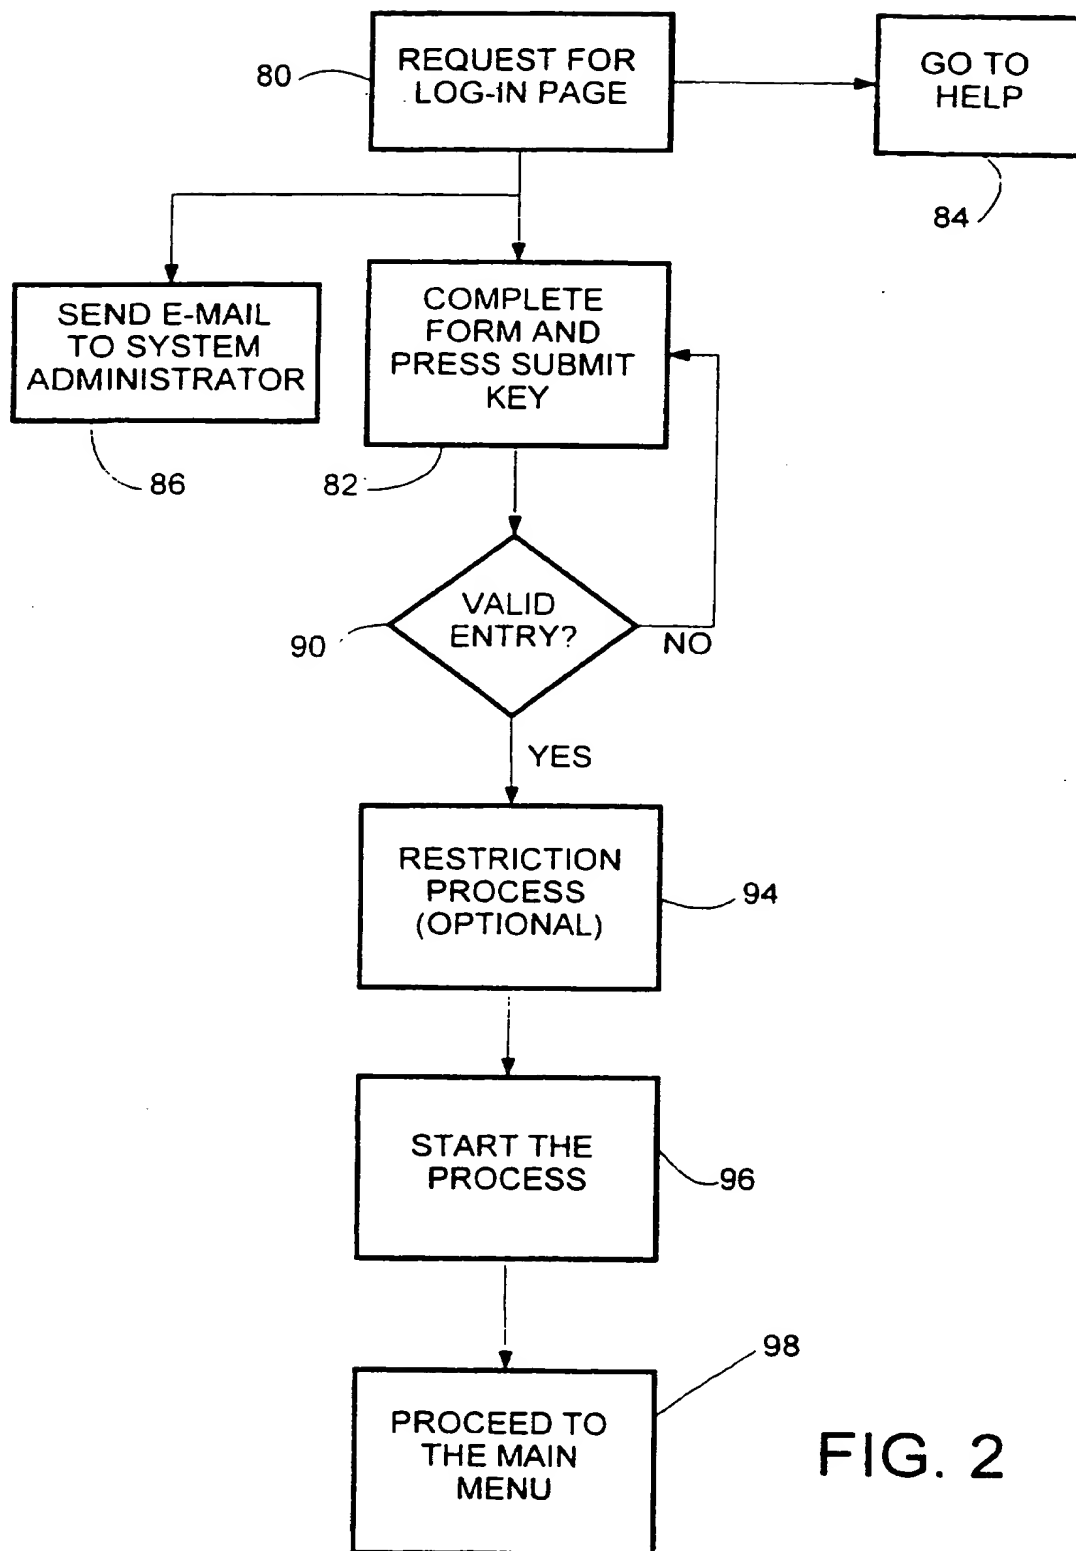 80
REQUEST FOR
LOG-IN PAGE
GO TO
HELP
84
SEND E-MAIL
TO SYSTEM
ADMINISTRATOR
86
COMPLETE
FORM AND
PRESS SUBMIT
KEY
82
VALID
ENTRY?
90
NO
YES
RESTRICTION
PROCESS
(OPTIONAL)
94
START THE
PROCESS
96
98
PROCEED TO
THE MAIN
MENU
FIG. 2